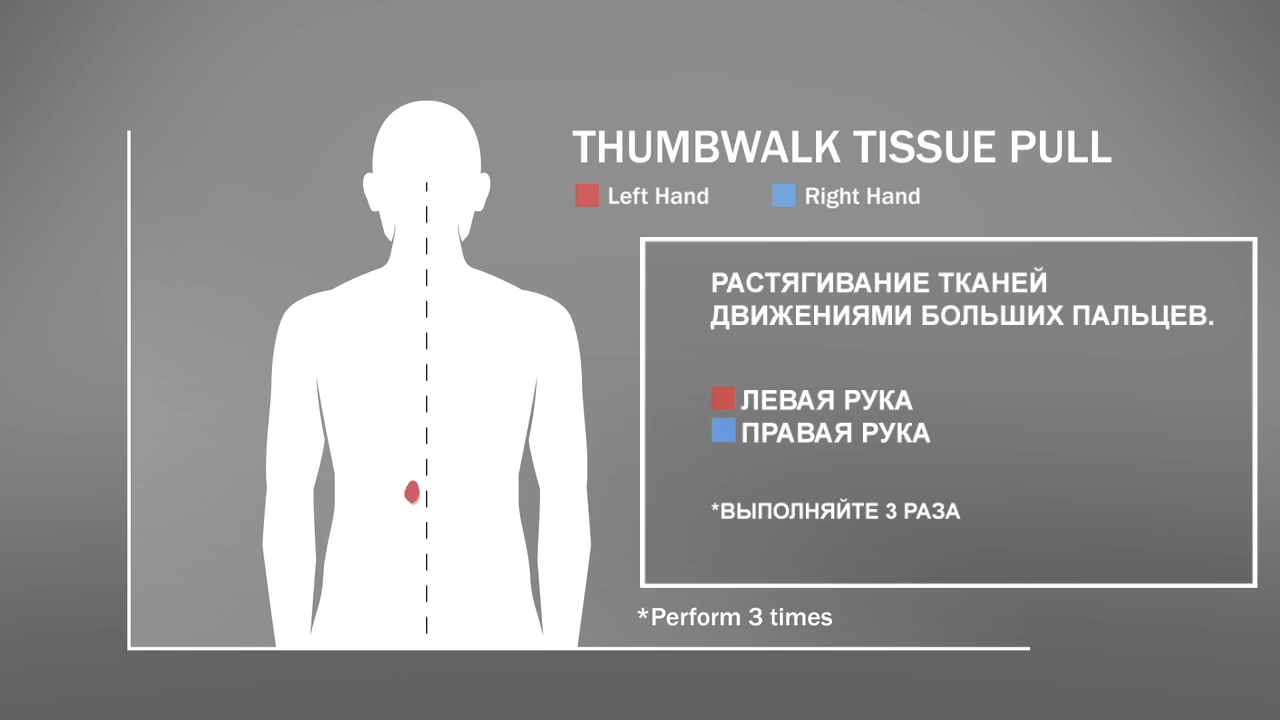 THUMBWALK TISSUE PULL
Left Hand Right Hand
РАСТЯГИВАНИЕ ТКАНЕЙ
ДВИЖЕНИЯМИ БОЛЬШИХ ПАЛЬЦЕВ.
ЛЕВАЯ РУКА
ПРАВАЯ РУКА
*ВЫПОЛНЯЙТЕ 3 РАЗА
*Perform 3 times